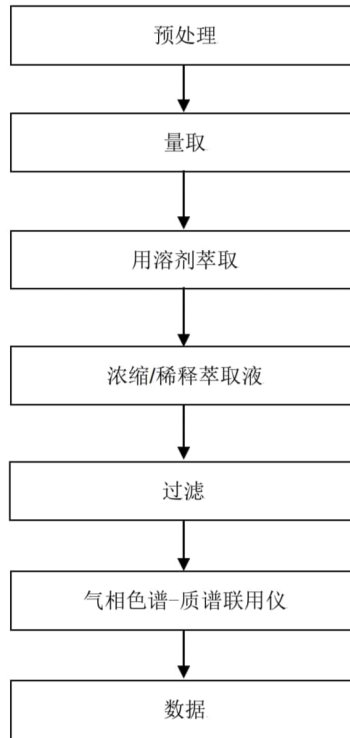 预处理
量取
用溶剂萃取
浓缩/稀释萃取液
过滤
气相色谱-质谱联用仪
数据